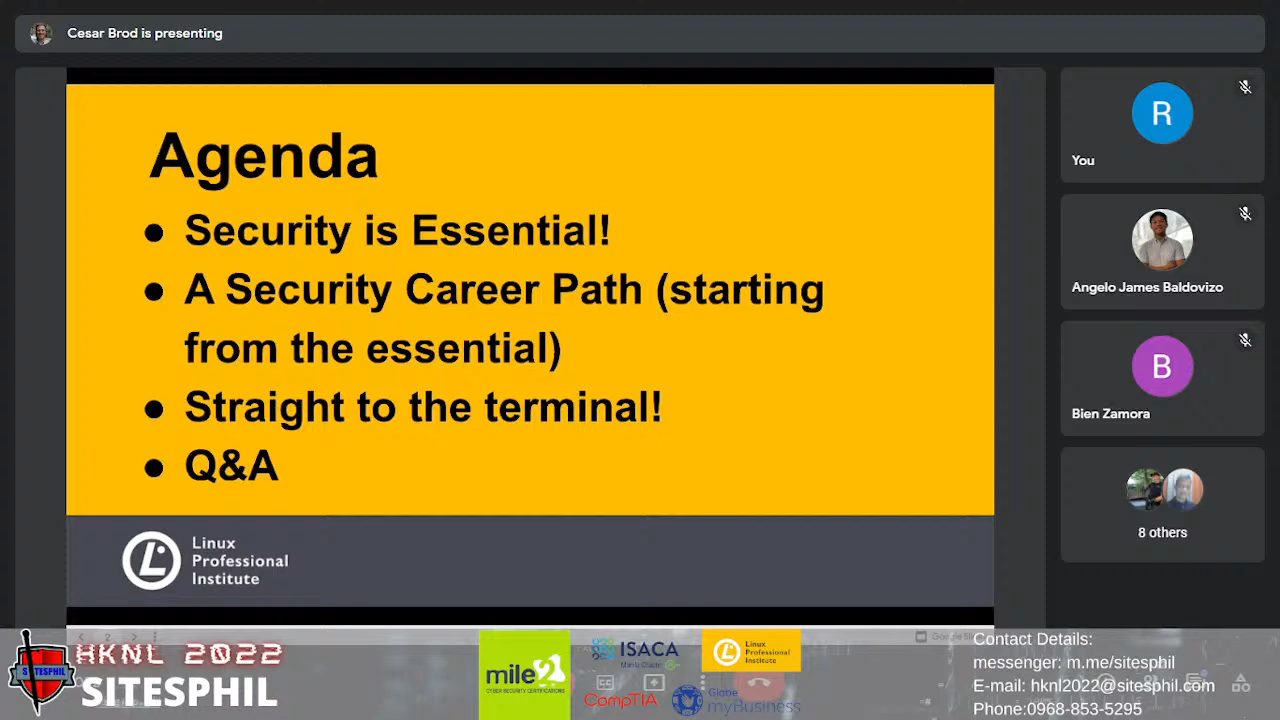 Cesar Brod is presenting
Agenda
● Security is Essential!
● A Security Career Path (starting
from the essential)
● Straight to the terminal!
● Q&A
Linux
Professional
Institute
R
You
Angelo James Baldovizo
B
Bien Zamora
8 others
2
HKNL 2022
SITESPHIL
SITESPHIL
mile2
CYBER SECURITY CERTIFICATIONS
ISACA
Manila Chapter
CompTIA
Linux
Professional
Institute
Globe
myBusiness
Contact Details:
messenger: m.me/sitesphil
E-mail: hknl2022@sitesphil.com
Phone:0968-853-5295